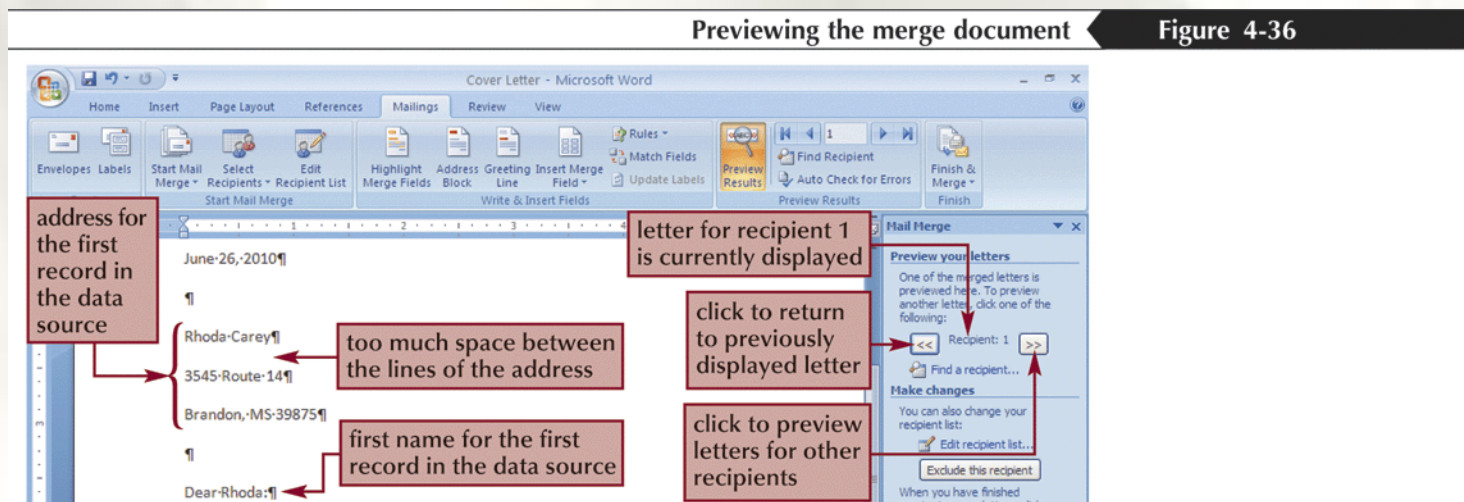 Previewing the merge document
Figure 4-36
Cover Letter - Microsoft Word
Home Insert Page Layout References Mailings Review View
Envelopes Labels
Start Mail Merge
Select Recipients
Edit Recipient List
Start Mail Merge
Highlight Merge Fields
Address Block
Greeting Line
Insert Merge Field
Rules
Match Fields
Update Labels
Write & Insert Fields
Preview Results
1
Find Recipient
Auto Check for Errors
Preview Results
Finish & Merge
Finish
address for
the first
record in
the data
source
1 2 3 4
letter for recipient 1
is currently displayed
June·26,·2010¶
¶
Rhoda·Carey¶
3545·Route·14¶
Brandon,·MS·39875¶
¶
Dear·Rhoda:¶
too much space between
the lines of the address
first name for the first
record in the data source
click to return
to previously
displayed letter
click to preview
letters for other
recipients
Mail Merge
Preview your letters
One of the merged letters is
previewed here. To preview
another letter, click one of the
following:
<< Recipient: 1 >>
Find a recipient...
Make changes
You can also change your
recipient list:
Edit recipient list...
Exclude this recipient
When you have finished